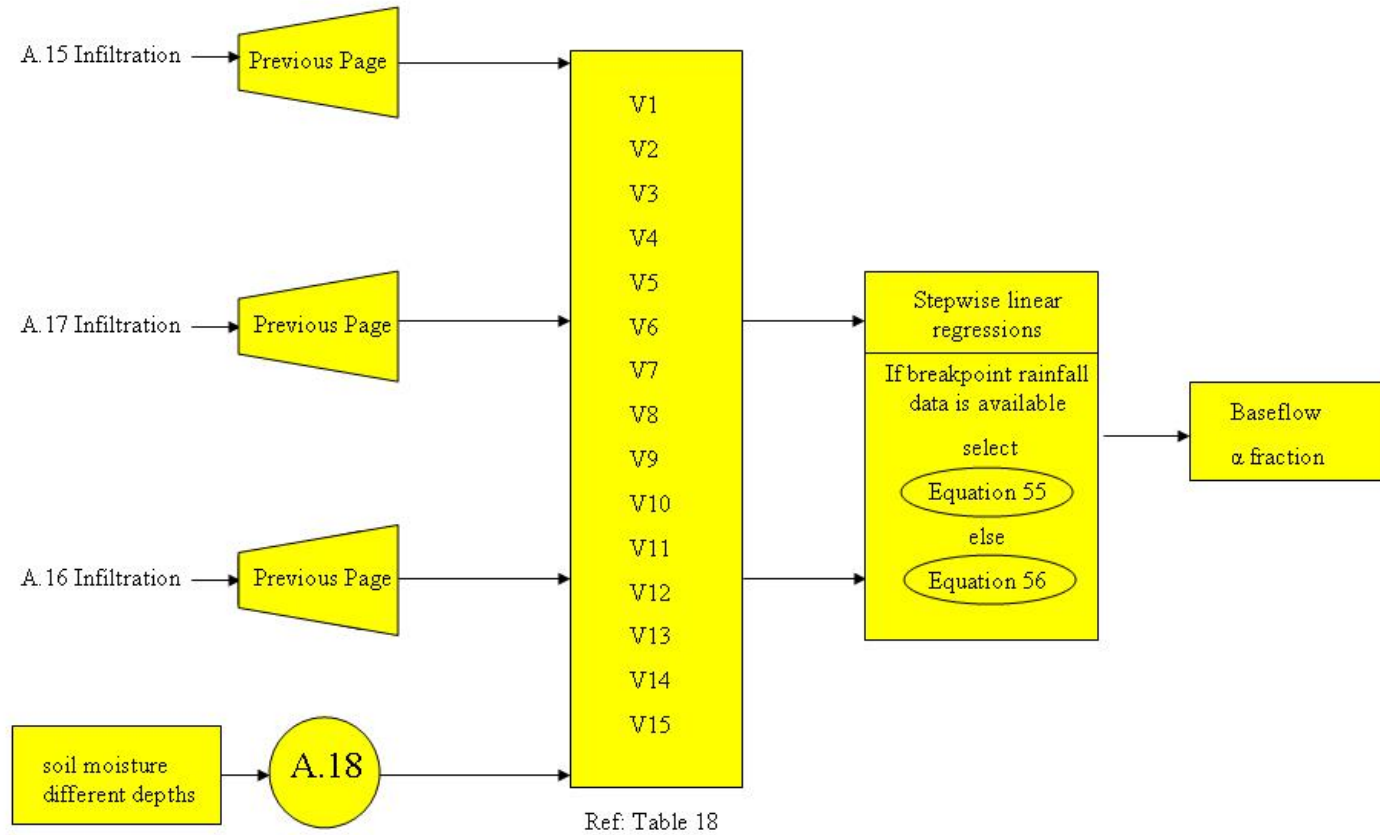 A.15 Infiltration
Previous Page
A.17 Infiltration
Previous Page
A.16 Infiltration
Previous Page
soil moisture
different depths
A.18
V1
V2
V3
V4
V5
V6
V7
V8
V9
V10
V11
V12
V13
V14
V15
Ref: Table 18
Stepwise linear
regressions
If breakpoint rainfall
data is available
select
Equation 55
else
Equation 56
Baseflow
α fraction